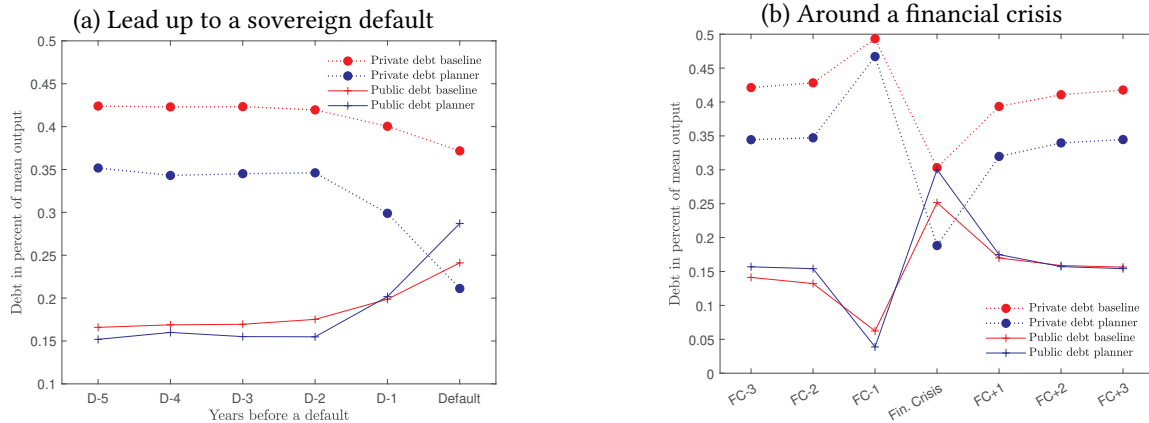 (a) Lead up to a sovereign default
0.5
0.45
0.4
0.35
0.3
0.25
0.2
0.15
0.1
Debt in percent of mean output
Private debt baseline
Private debt planner
Public debt baseline
Public debt planner
D-5 D-4 D-3 D-2 D-1 Default
Years before a default
(b) Around a financial crisis
0.5
0.45
0.4
0.35
0.3
0.25
0.2
0.15
0.1
0.05
0
Debt in percent of mean output
Private debt baseline
Private debt planner
Public debt baseline
Public debt planner
FC-3 FC-2 FC-1 Fin. Crisis FC+1 FC+2 FC+3